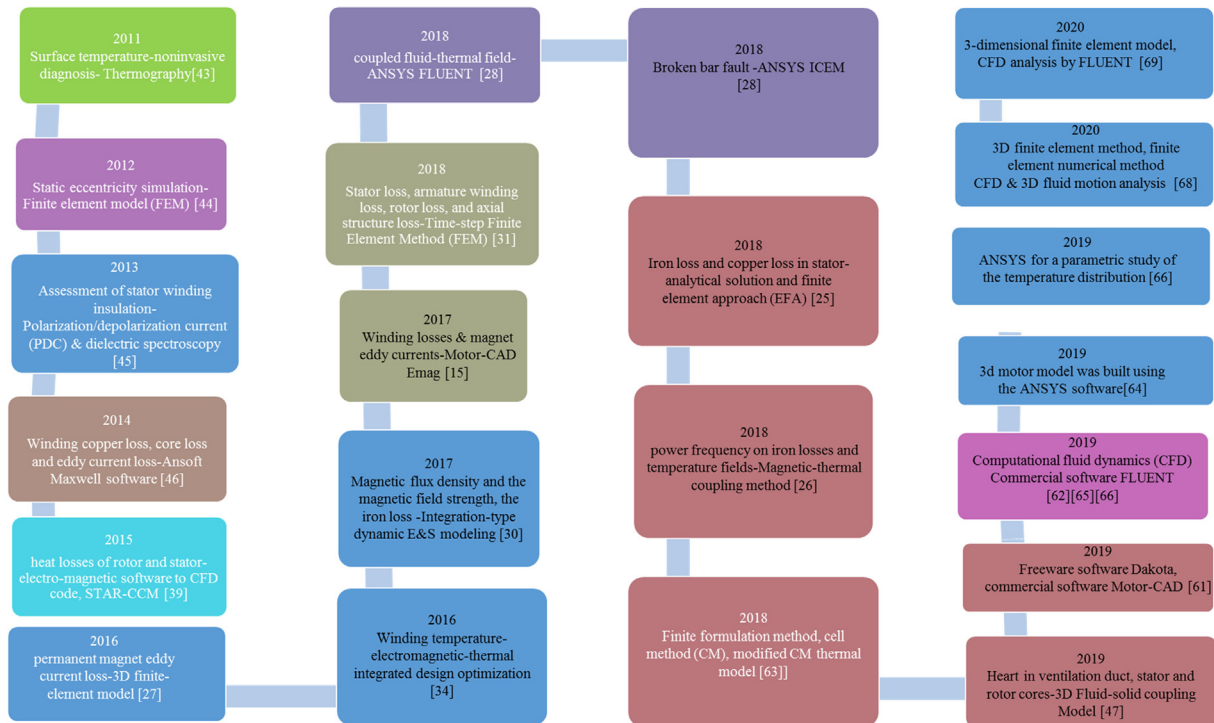 2011
Surface temperature-noninvasive
diagnosis- Thermography[43]
2012
Static eccentricity simulation-
Finite element model (FEM) [44]
2013
Assessment of stator winding
insulation-
Polarization/depolarization current
(PDC) & dielectric spectroscopy
[45]
2014
Winding copper loss, core loss
and eddy current loss-Ansoft
Maxwell software [46]
2015
heat losses of rotor and stator-
electro-magnetic software to CFD
code, STAR-CCM [39]
2016
permanent magnet eddy
current loss-3D finite-
element model [27]
2016
Winding temperature-
electromagnetic-thermal
integrated design optimization
[34]
2017
Magnetic flux density and the
magnetic field strength, the
iron loss -Integration-type
dynamic E&S modeling [30]
2017
Winding losses & magnet
eddy currents-Motor-CAD
Emag [15]
2018
Stator loss, armature winding
loss, rotor loss, and axial
structure loss-Time-step Finite
Element Method (FEM) [31]
2018
coupled fluid-thermal field-
ANSYS FLUENT [28]
2018
Broken bar fault -ANSYS ICEM
[28]
2018
Iron loss and copper loss in stator-
analytical solution and finite
element approach (EFA) [25]
2018
power frequency on iron losses and
temperature fields-Magnetic-thermal
coupling method [26]
2018
Finite formulation method, cell
method (CM), modified CM thermal
model [63]]
2019
Heart in ventilation duct, stator and
rotor cores-3D Fluid-solid coupling
Model [47]
2019
Freeware software Dakota,
commercial software Motor-CAD [61]
2019
Computational fluid dynamics (CFD)
Commercial software FLUENT
[62][65][66]
2019
3d motor model was built using
the ANSYS software[64]
2019
ANSYS for a parametric study of
the temperature distribution [66]
2020
3D finite element method, finite
element numerical method
CFD & 3D fluid motion analysis [68]
2020
3-dimensional finite element model,
CFD analysis by FLUENT [69]